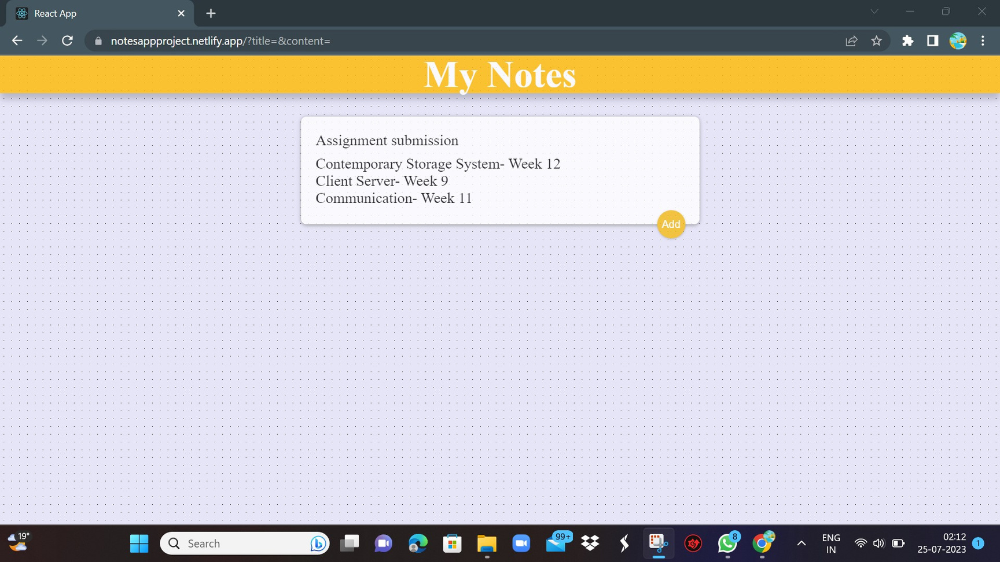 React App
notesappproject.netlify.app/?title=&content=
My Notes
Assignment submission
Contemporary Storage System- Week 12
Client Server- Week 9
Communication- Week 11
Add
19°
Search
99+
8
ENG
IN
02:12
25-07-2023
1